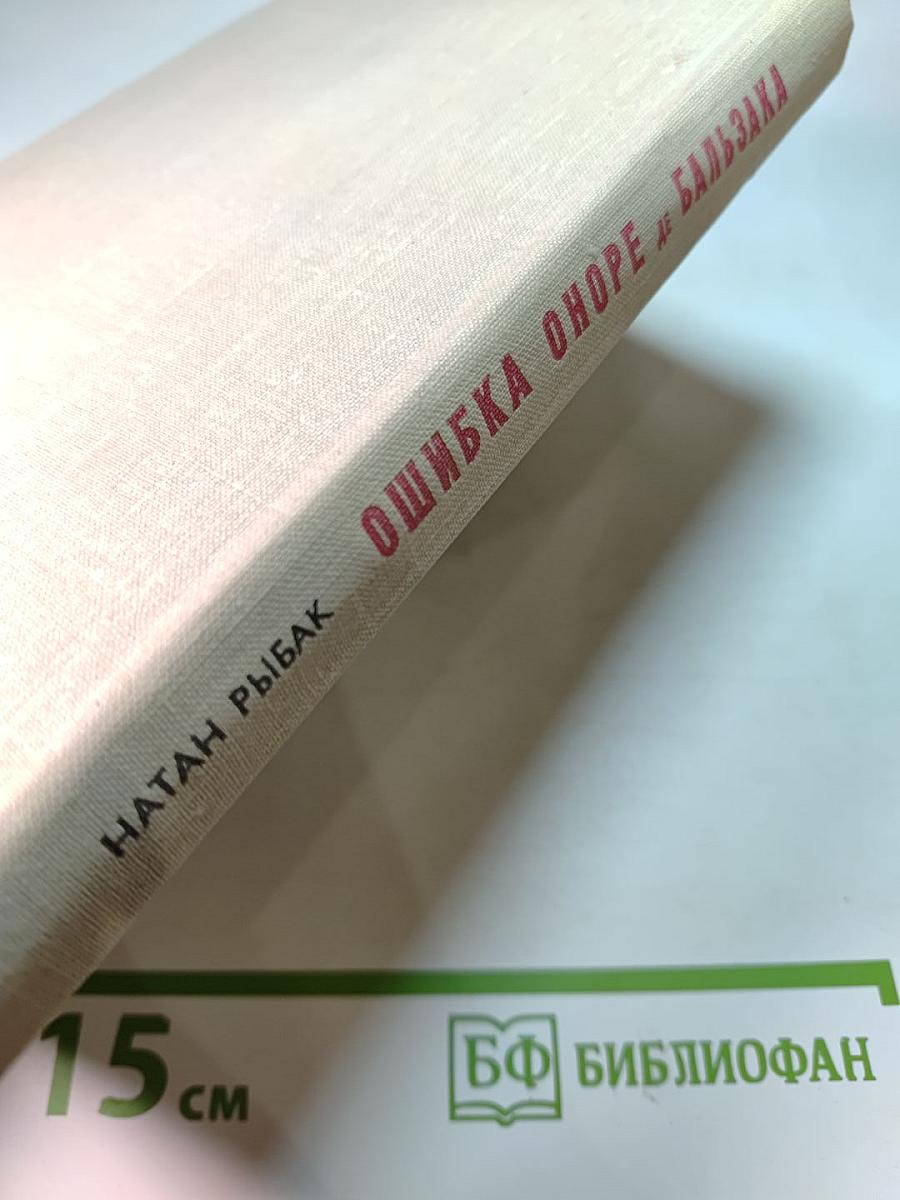 НАТАН РЫБАК ОШИБКА ОНОРЕ ДЕ БАЛЬЗАКА
15 см
БФ БИБЛИОФАН